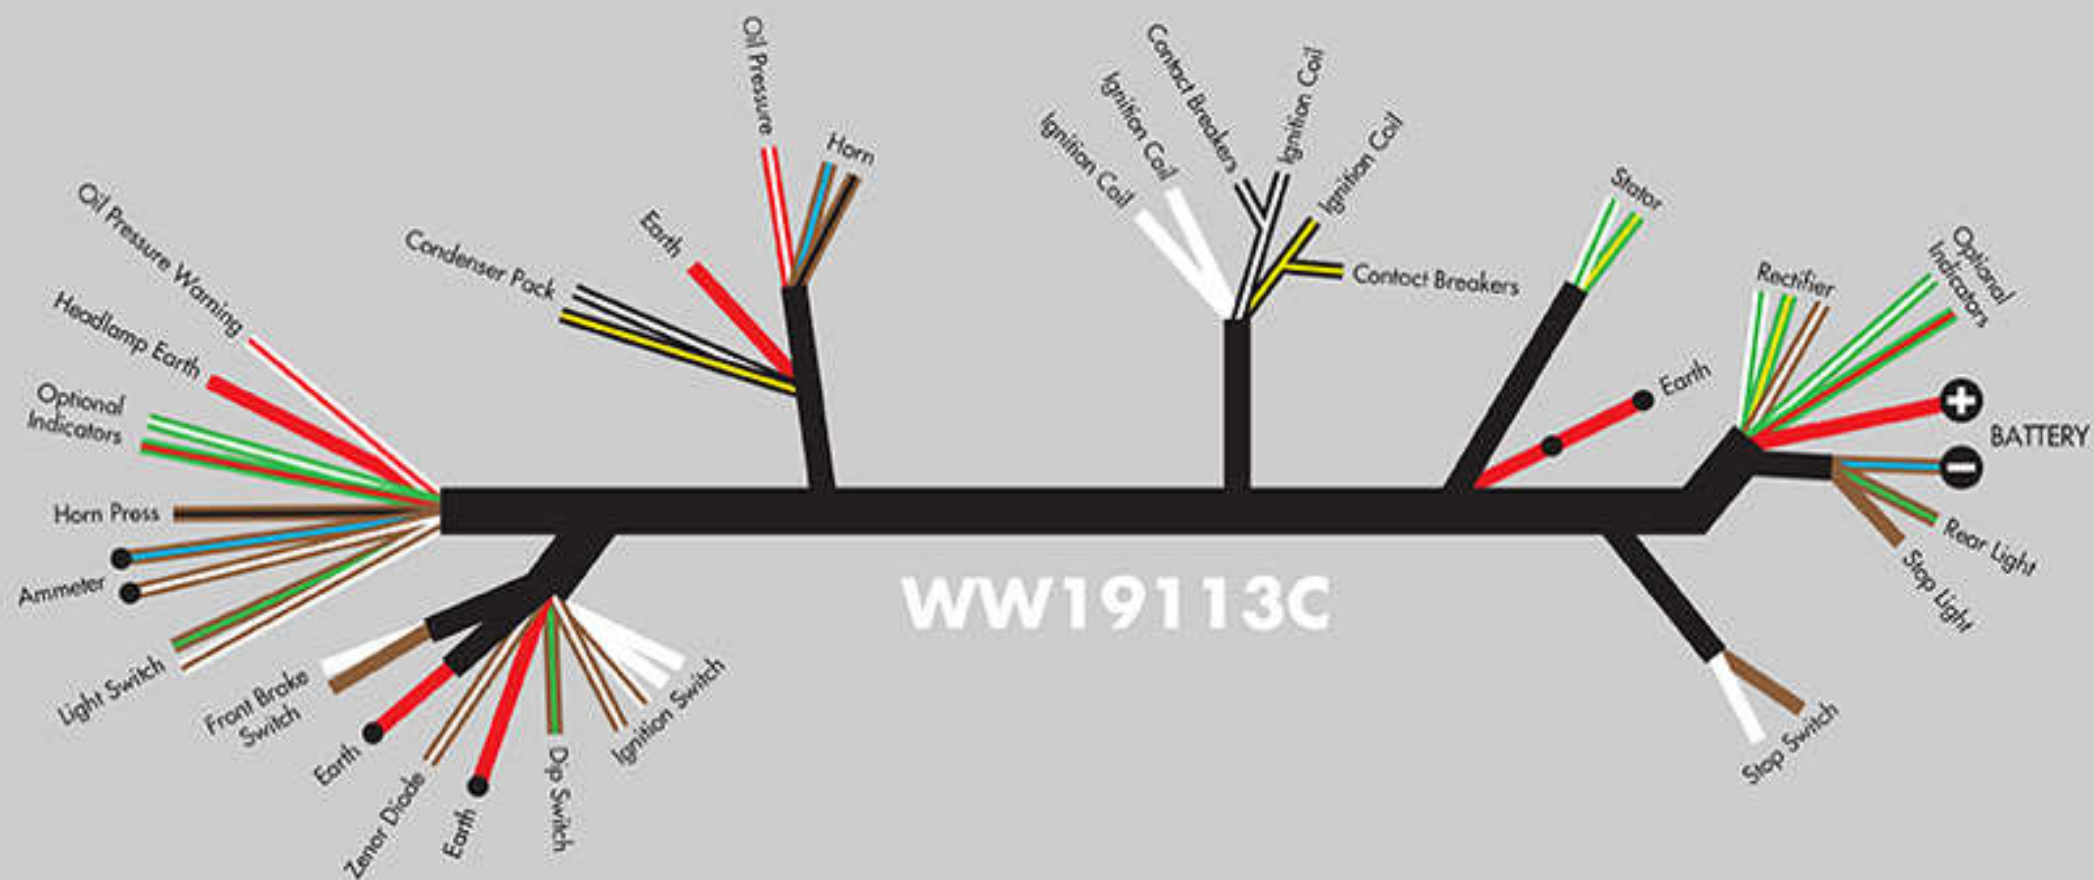 Oil Pressure
Horn
Earth
Condenser Pack
Oil Pressure Warning
Headlamp Earth
Optional
Indicators
Horn Press
Ammeter
Light Switch
Front Brake
Switch
Earth
Zenor Diode
Earth
Dip Switch
Ignition Switch
Ignition Coil
Ignition Coil
Contact Breakers
Ignition Coil
Ignition Coil
Contact Breakers
Stator
Earth
Rectifier
Optional
Indicators
+
BATTERY
−
Rear Light
Stop Light
Stop Switch
WW19113C